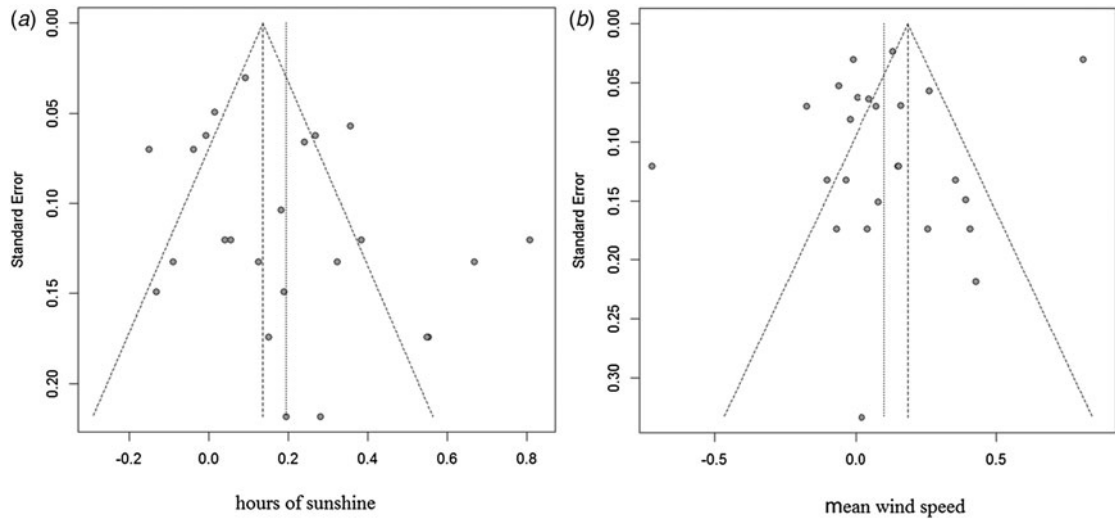 (a)
Standard Error
0.00
0.05
0.10
0.15
0.20
-0.2 0.0 0.2 0.4 0.6 0.8
hours of sunshine
(b)
Standard Error
0.00
0.05
0.10
0.15
0.20
0.25
0.30
-0.5 0.0 0.5
mean wind speed